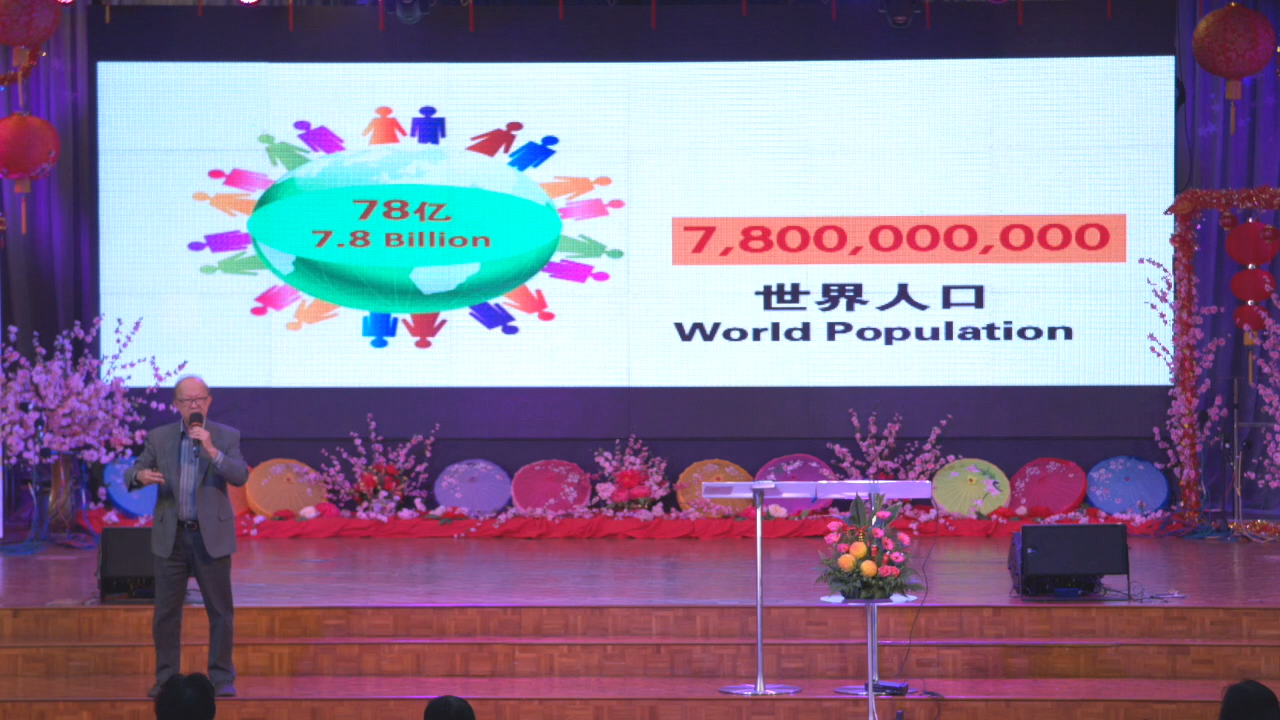 78亿
7.8 Billion
7,800,000,000
世界人口
World Population